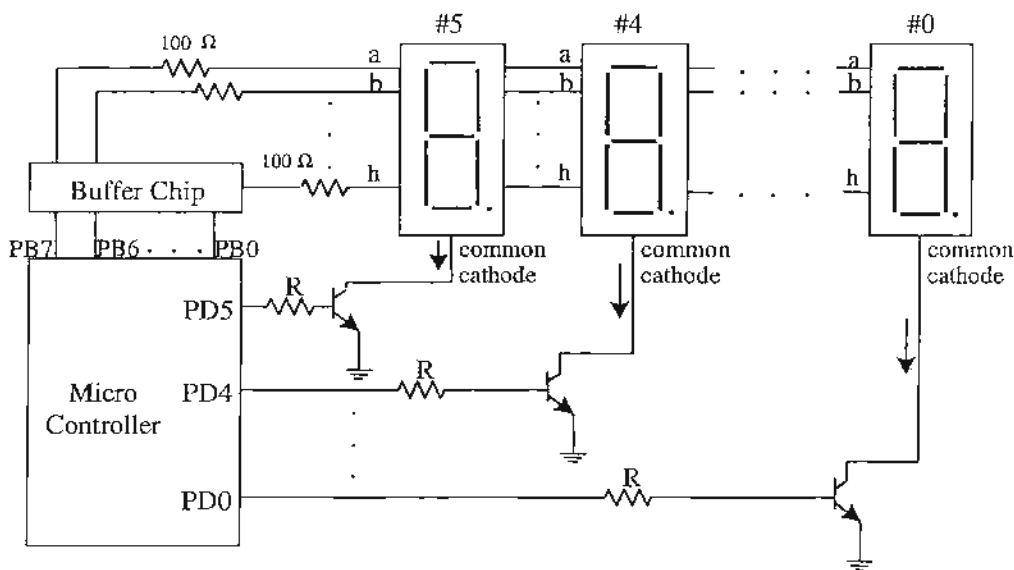 #5 #4 #0
100 Ω a a a
b b b
100 Ω h h h
Buffer Chip
PB7 PB6 . . . PB0
common cathode
common cathode
common cathode
R
PD5
R
PD4
Micro Controller
R
PD0